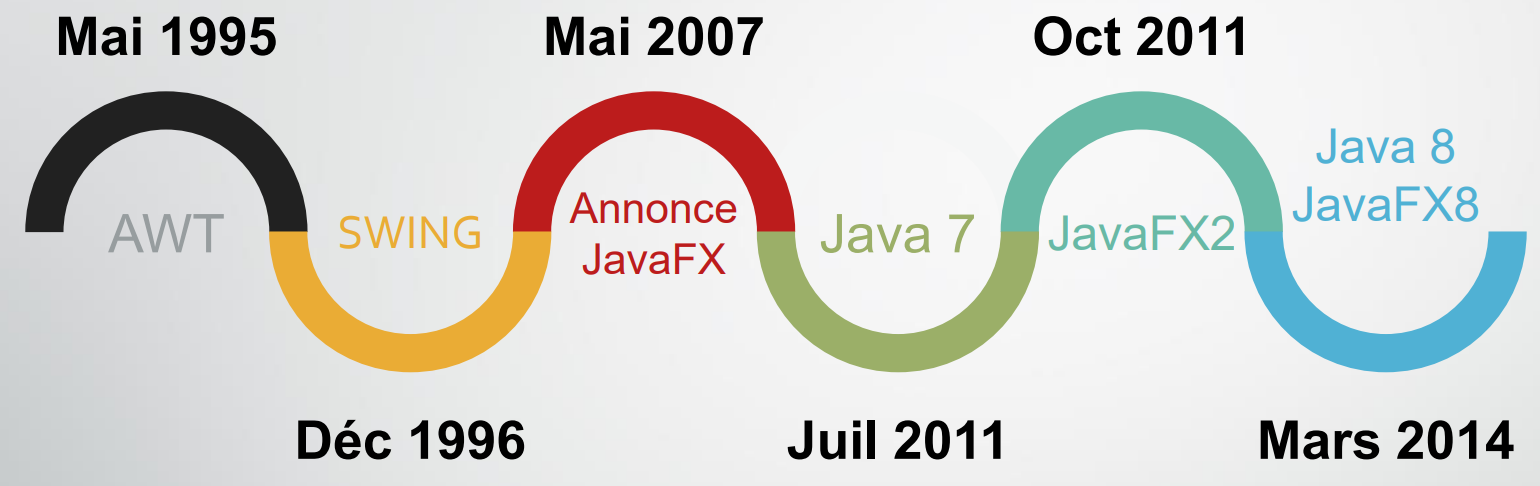 Mai 1995
Mai 2007
Oct 2011
AWT
SWING
Annonce
JavaFX
Java 7
JavaFX2
Java 8
JavaFX8
Déc 1996
Juil 2011
Mars 2014